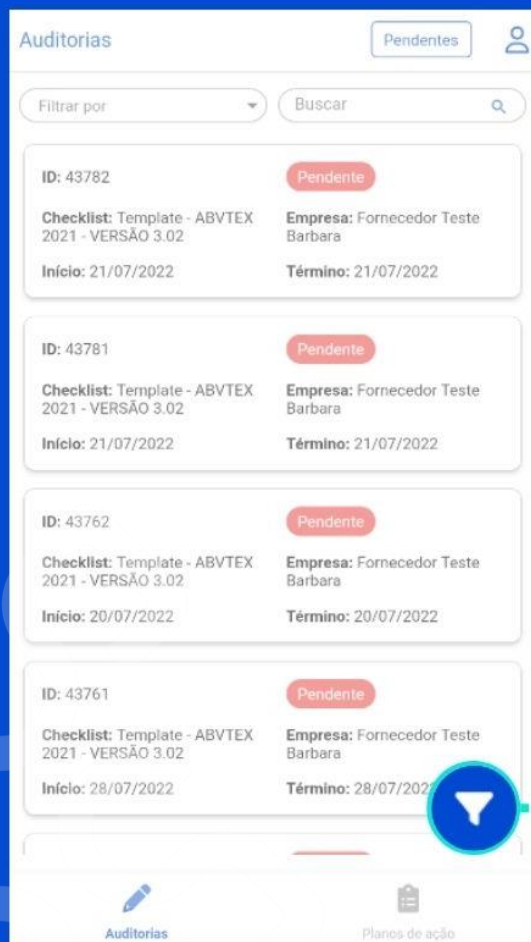 Auditorias
Pendentes
Filtrar por
Buscar
ID: 43782
Pendente
Checklist: Template - ABVTEX
2021 - VERSÃO 3.02
Empresa: Fornecedor Teste
Barbara
Início: 21/07/2022
Término: 21/07/2022
ID: 43781
Pendente
Checklist: Template - ABVTEX
2021 - VERSÃO 3.02
Empresa: Fornecedor Teste
Barbara
Início: 21/07/2022
Término: 21/07/2022
ID: 43762
Pendente
Checklist: Template - ABVTEX
2021 - VERSÃO 3.02
Empresa: Fornecedor Teste
Barbara
Início: 20/07/2022
Término: 20/07/2022
ID: 43761
Pendente
Checklist: Template - ABVTEX
2021 - VERSÃO 3.02
Empresa: Fornecedor Teste
Barbara
Início: 28/07/2022
Término: 28/07/202
Auditorias
Planos de ação